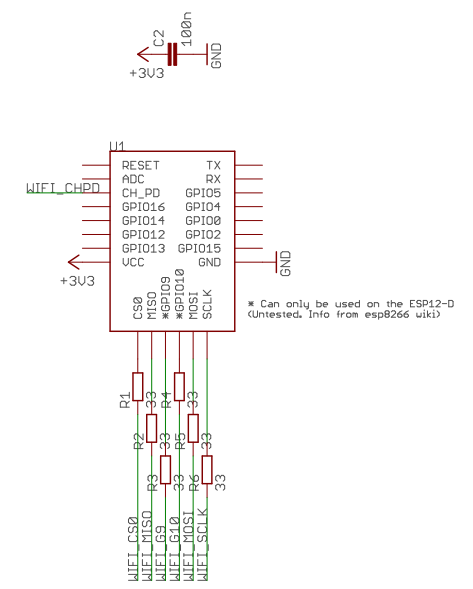 C2
100n
+3V3
GND
U1
RESET TX
ADC RX
WIFI_CHPD CH_PD GPIO5
GPIO16 GPIO4
GPIO14 GPIO0
GPIO12 GPIO2
GPIO13 GPIO15
VCC GND
GND
+3V3
CS0
MISO
*GPIO9
*GPIO10
MOSI
SCLK
* Can only be used on the ESP12-D
(Untested. Info from esp8266 wiki)
R1 33
R4 33
R2 33
R5 33
R3 33
R6 33
WIFI_CS0
WIFI_MISO
WIFI_G9
WIFI_G10
WIFI_MOSI
WIFI_SCLK